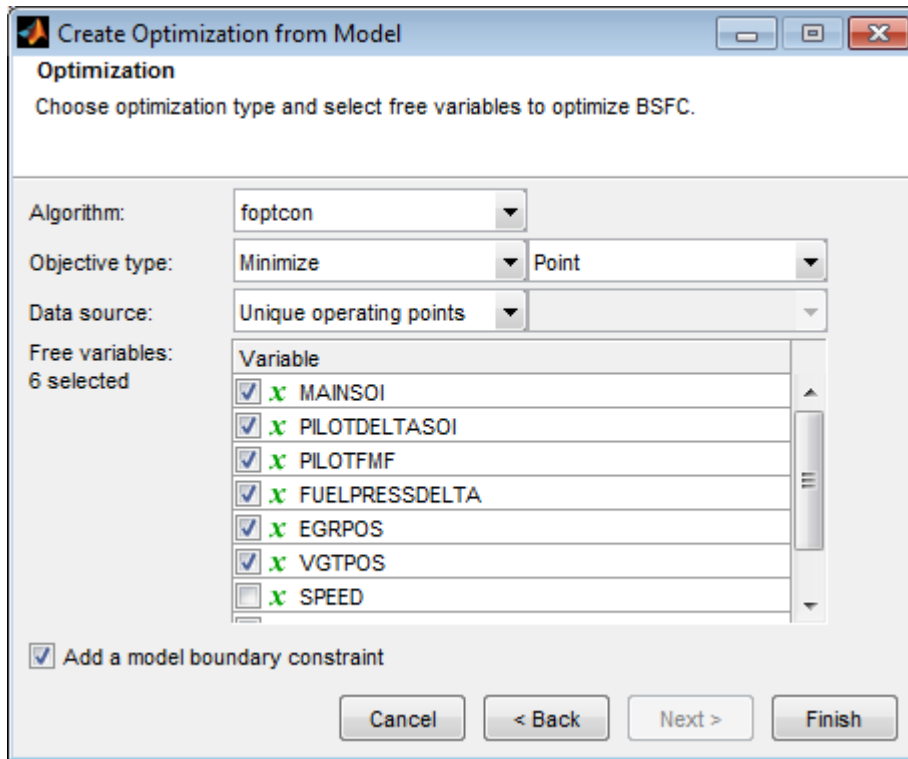 Create Optimization from Model
Optimization
Choose optimization type and select free variables to optimize BSFC.
Algorithm: foptcon
Objective type: Minimize Point
Data source: Unique operating points
Free variables:
6 selected
Variable
x MAINSOI
x PILOTDELTASOI
x PILOTFMF
x FUELPRESSDELTA
x EGRPOS
x VGTPOS
x SPEED
Add a model boundary constraint
Cancel < Back Next > Finish